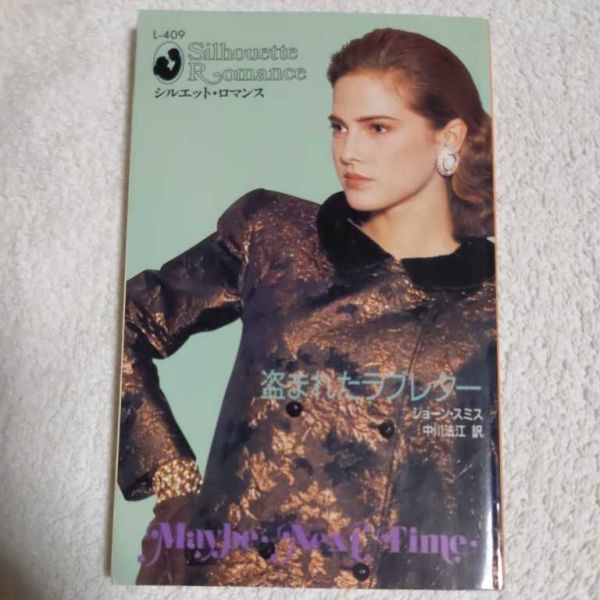 L-409
Silhouette
Romance
シルエット・ロマンス
盗まれたラブレター
ジョーン・スミス
中川法江 訳
Maybe Next Time